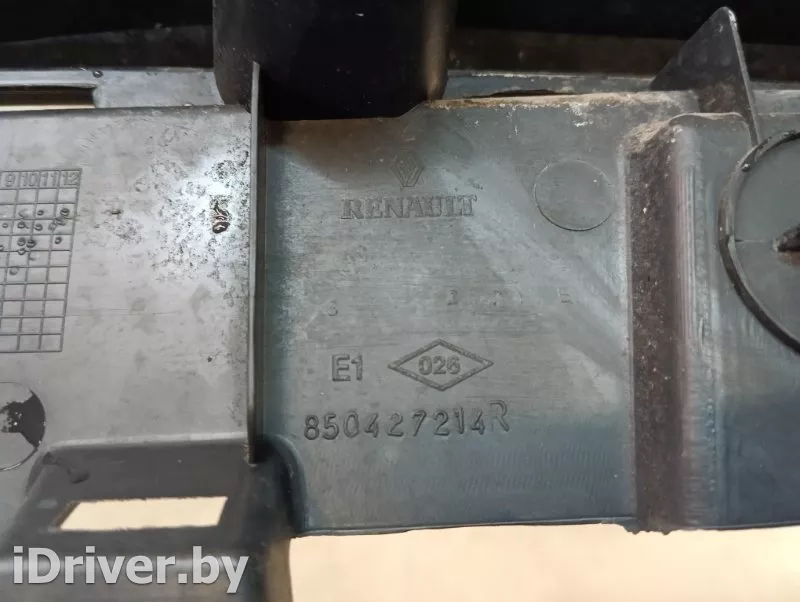 9 10 11 12
RENAULT
E1 026
850427214R
iDriver.by